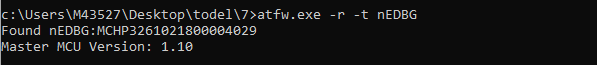 c:\Users\M43527\Desktop\todel\7>atfw.exe -r -t nEDBG
Found nEDBG:MCHP3261021800004029
Master MCU Version: 1.10